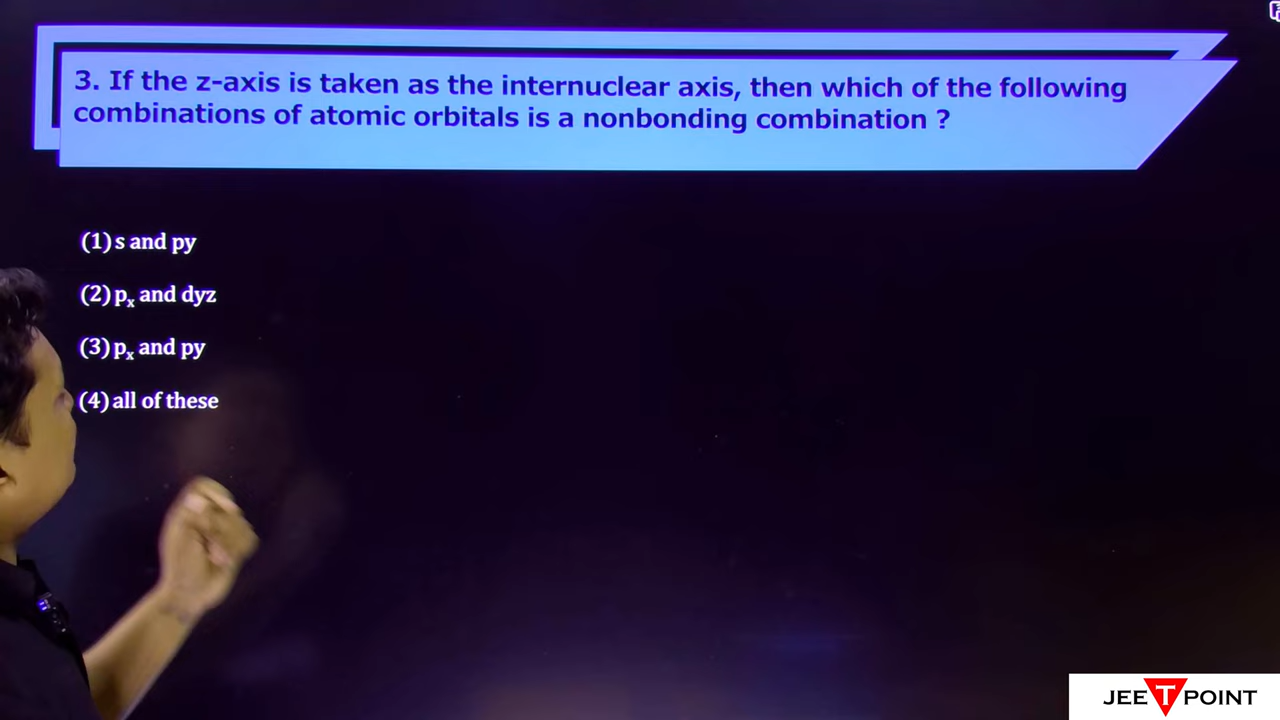 3. If the z-axis is taken as the internuclear axis, then which of the following
combinations of atomic orbitals is a nonbonding combination ?
(1) s and py
(2) pₓ and dyz
(3) pₓ and py
(4) all of these
JEE T POINT